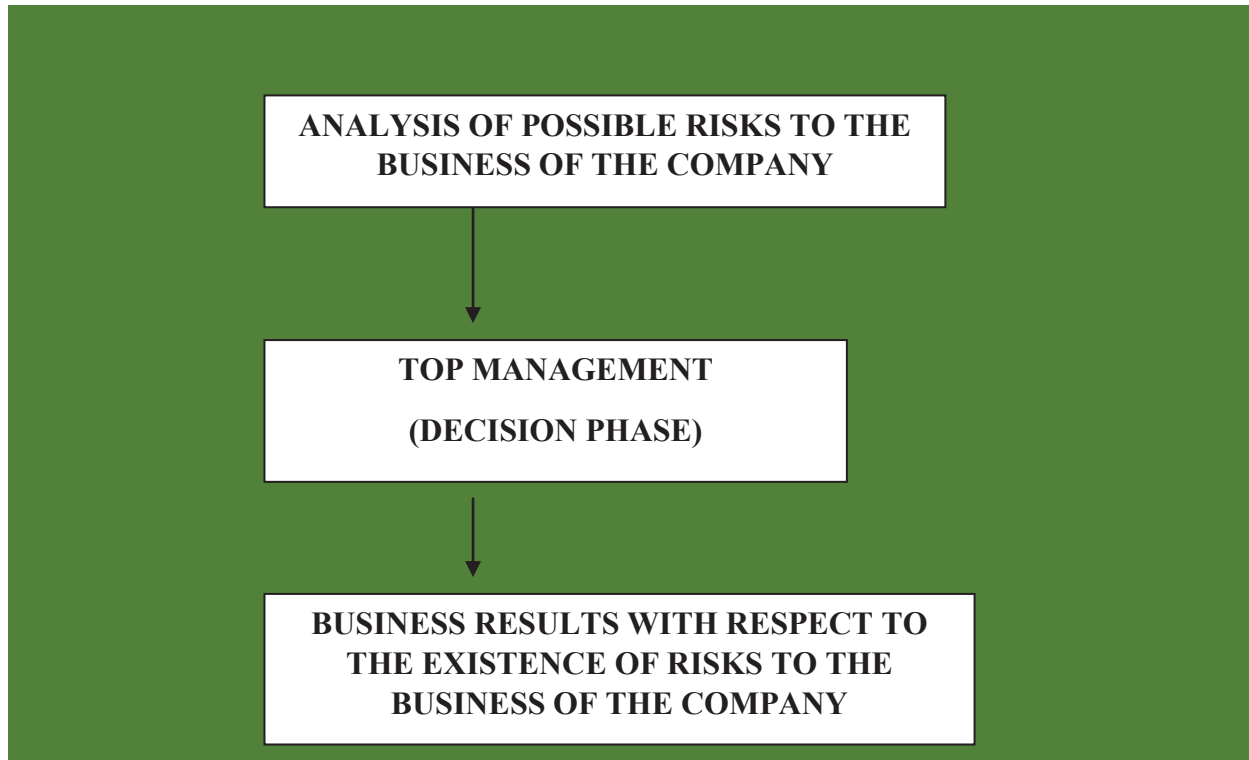 ANALYSIS OF POSSIBLE RISKS TO THE
BUSINESS OF THE COMPANY
TOP MANAGEMENT
(DECISION PHASE)
BUSINESS RESULTS WITH RESPECT TO
THE EXISTENCE OF RISKS TO THE
BUSINESS OF THE COMPANY